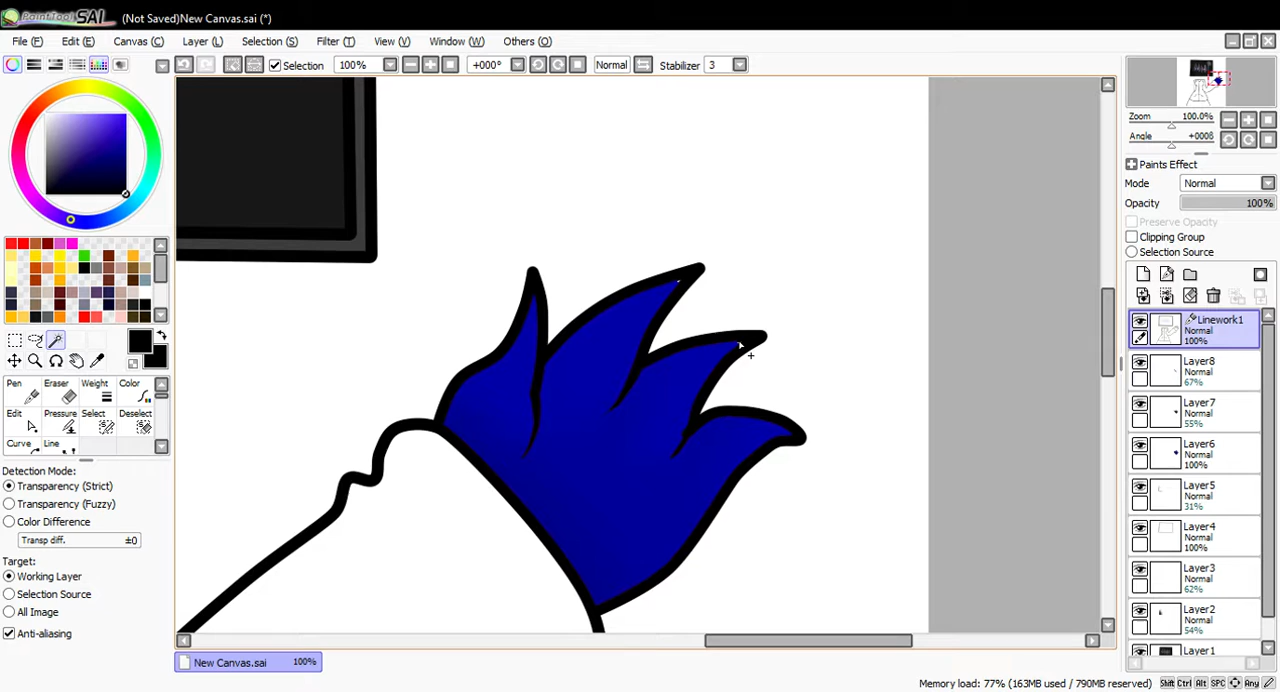 PaintTool SAI (Not Saved)New Canvas.sai (*)
File (F) Edit (E) Canvas (C) Layer (L) Selection (S) Filter (T) View (V) Window (W) Others (O)
Selection 100% +000° Normal Stabilizer 3
Zoom 100.0%
Angle +000θ
Paints Effect
Mode Normal
Opacity 100%
Preserve Opacity
Clipping Group
Selection Source
Linework1
Normal
100%
Layer8
Normal
67%
Layer7
Normal
55%
Layer6
Normal
100%
Layer5
Normal
31%
Layer4
Normal
100%
Layer3
Normal
62%
Layer2
Normal
54%
Layer1
Pen Eraser Weight Color
Edit Pressure Select Deselect
Curve Line
Detection Mode:
Transparency (Strict)
Transparency (Fuzzy)
Color Difference
Transp diff. ±0
Target:
Working Layer
Selection Source
All Image
Anti-aliasing
New Canvas.sai 100%
Memory load: 77% (163MB used / 790MB reserved) Shift Ctrl Alt SPC Any